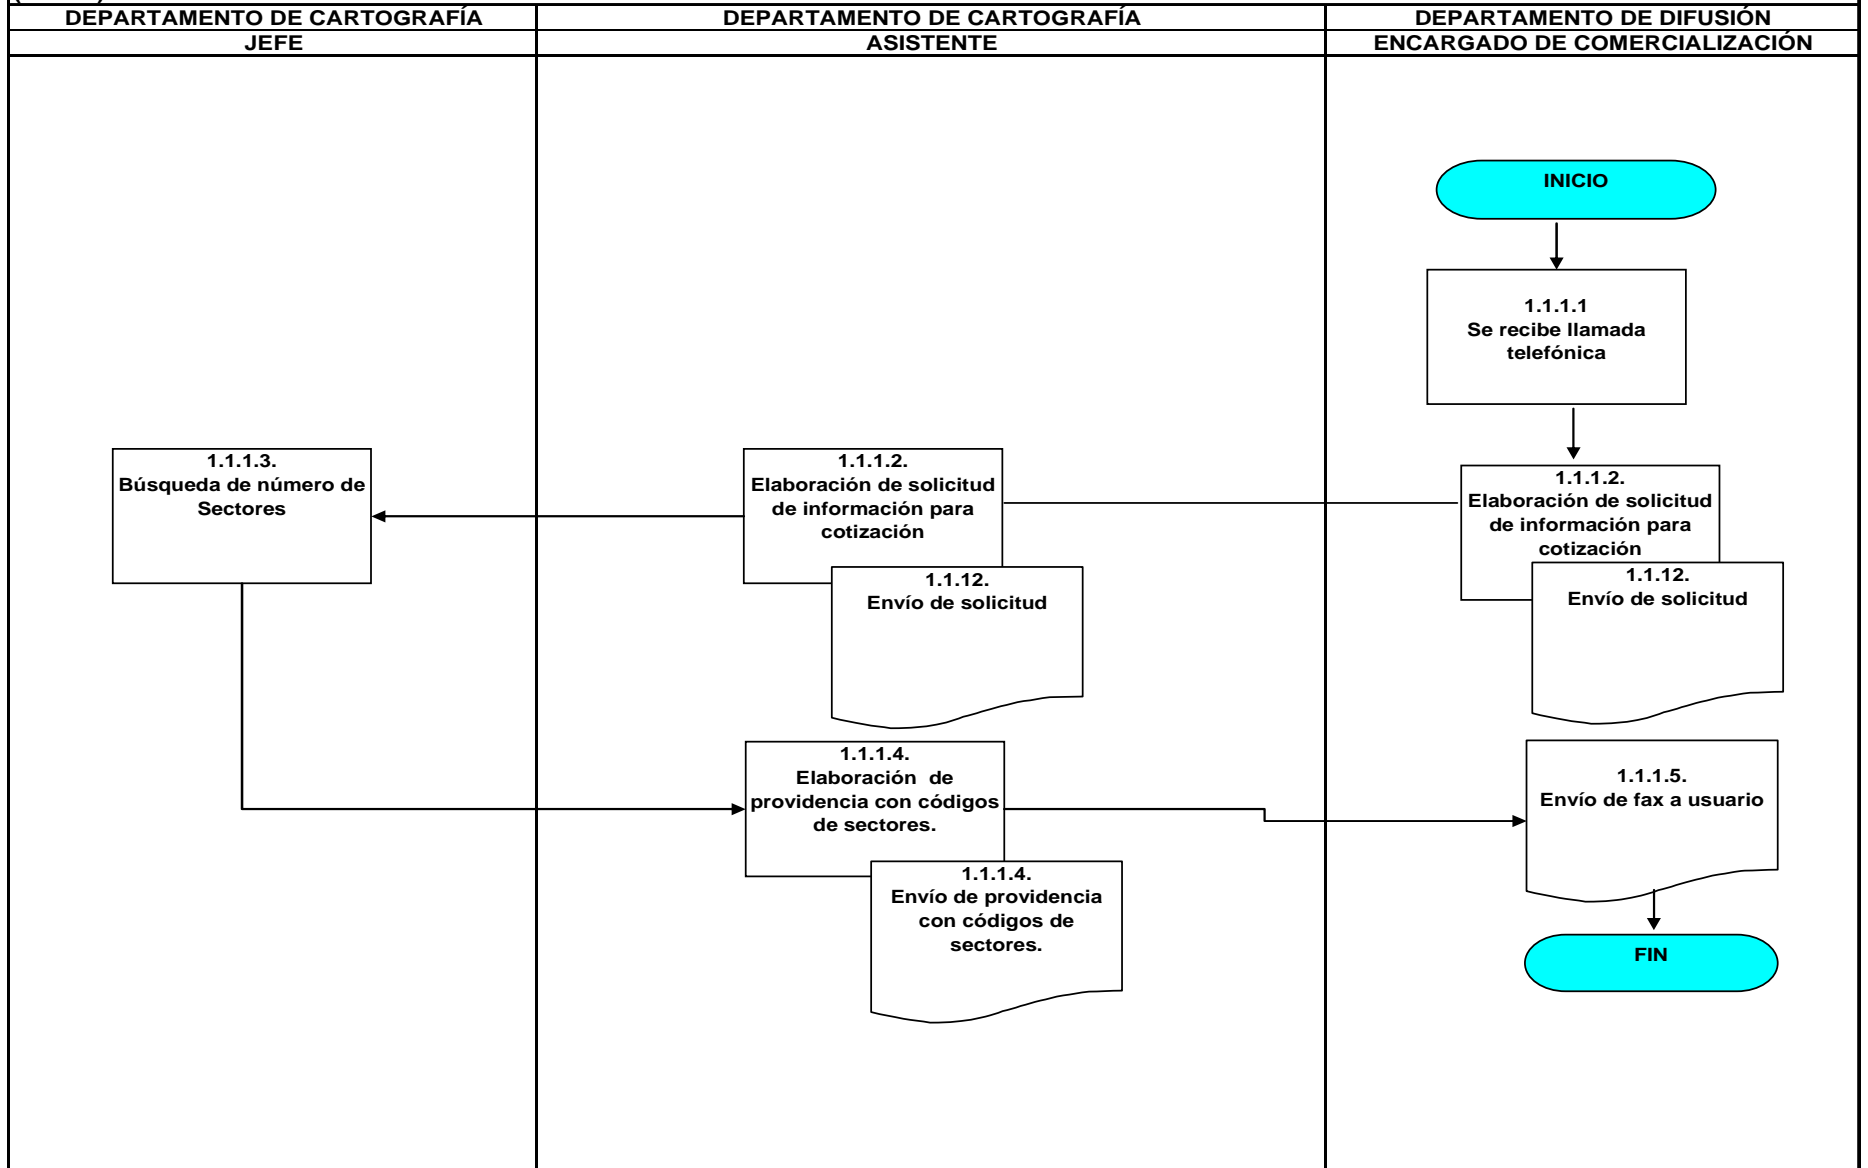 DEPARTAMENTO DE CARTOGRAFÍA
DEPARTAMENTO DE CARTOGRAFÍA
DEPARTAMENTO DE DIFUSIÓN
JEFE
ASISTENTE
ENCARGADO DE COMERCIALIZACIÓN
INICIO
1.1.1.1
Se recibe llamada
telefónica
1.1.1.3.
Búsqueda de número de
Sectores
1.1.1.2.
Elaboración de solicitud
de información para
cotización
1.1.12.
Envío de solicitud
1.1.1.2.
Elaboración de solicitud
de información para
cotización
1.1.12.
Envío de solicitud
1.1.1.4.
Elaboración de
providencia con códigos
de sectores.
1.1.1.4.
Envío de providencia
con códigos de
sectores.
1.1.1.5.
Envío de fax a usuario
FIN